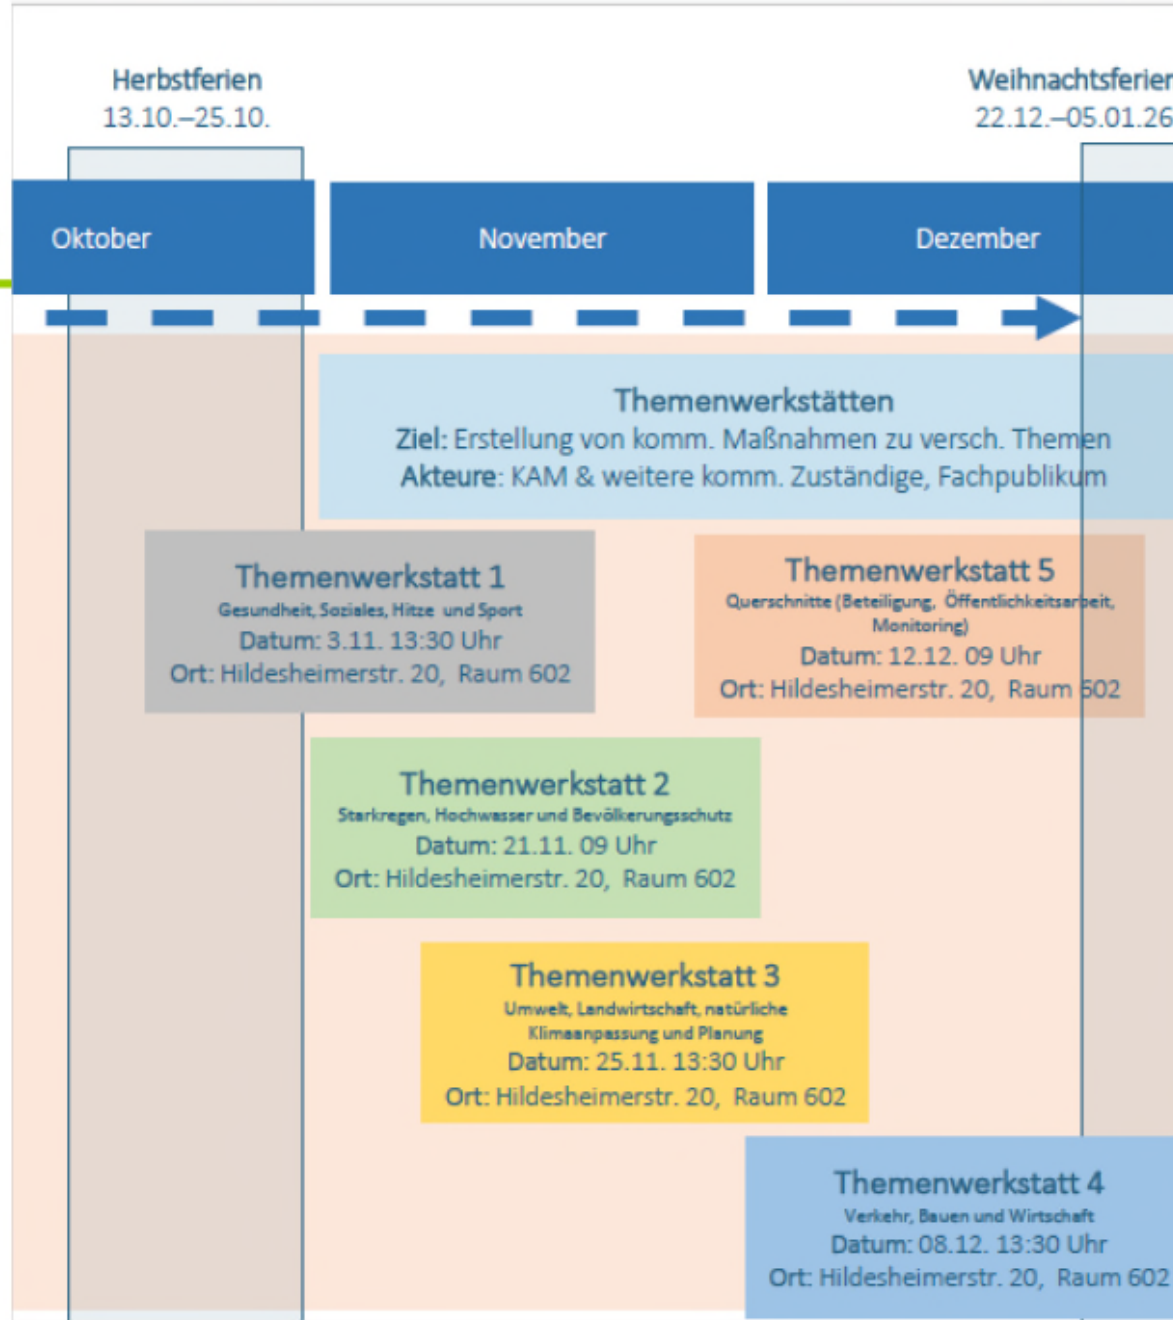 Herbstferien
13.10.–25.10.
Weihnachtsferien
22.12.–05.01.26
Oktober
November
Dezember
Themenwerkstätten
Ziel: Erstellung von komm. Maßnahmen zu versch. Themen
Akteure: KAM & weitere komm. Zuständige, Fachpublikum
Themenwerkstatt 1
Gesundheit, Soziales, Hitze und Sport
Datum: 3.11. 13:30 Uhr
Ort: Hildesheimerstr. 20, Raum 602
Themenwerkstatt 5
Querschnitte (Beteiligung, Öffentlichkeitsarbeit,
Monitoring)
Datum: 12.12. 09 Uhr
Ort: Hildesheimerstr. 20, Raum 602
Themenwerkstatt 2
Starkregen, Hochwasser und Bevölkerungsschutz
Datum: 21.11. 09 Uhr
Ort: Hildesheimerstr. 20, Raum 602
Themenwerkstatt 3
Umwelt, Landwirtschaft, natürliche
Klimaanpassung und Planung
Datum: 25.11. 13:30 Uhr
Ort: Hildesheimerstr. 20, Raum 602
Themenwerkstatt 4
Verkehr, Bauen und Wirtschaft
Datum: 08.12. 13:30 Uhr
Ort: Hildesheimerstr. 20, Raum 602